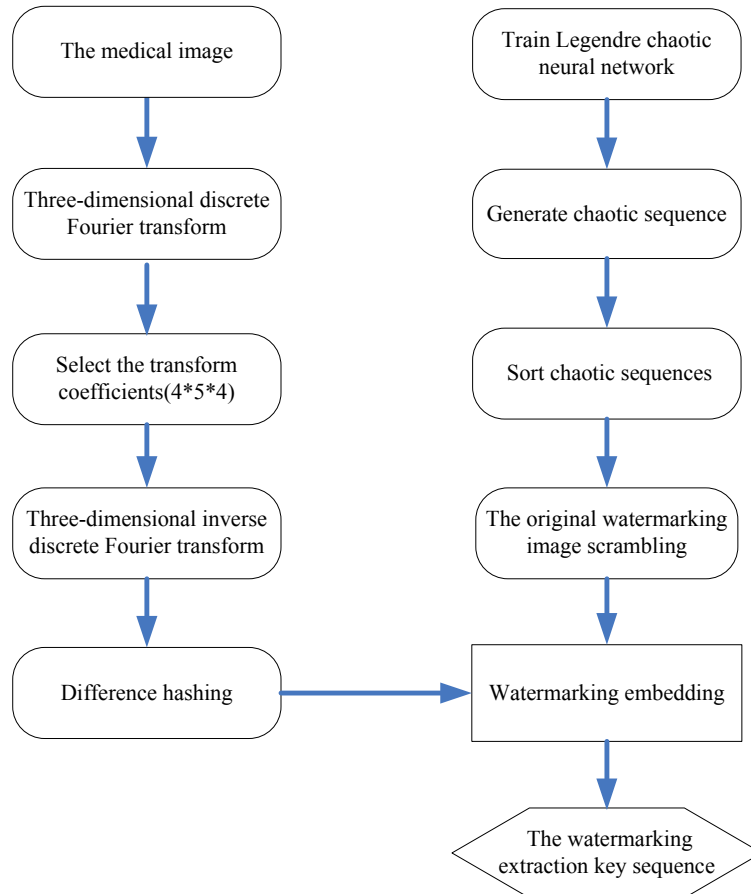 The medical image
Three-dimensional discrete
Fourier transform
Select the transform
coefficients(4*5*4)
Three-dimensional inverse
discrete Fourier transform
Difference hashing
Train Legendre chaotic
neural network
Generate chaotic sequence
Sort chaotic sequences
The original watermarking
image scrambling
Watermarking embedding
The watermarking
extraction key sequence